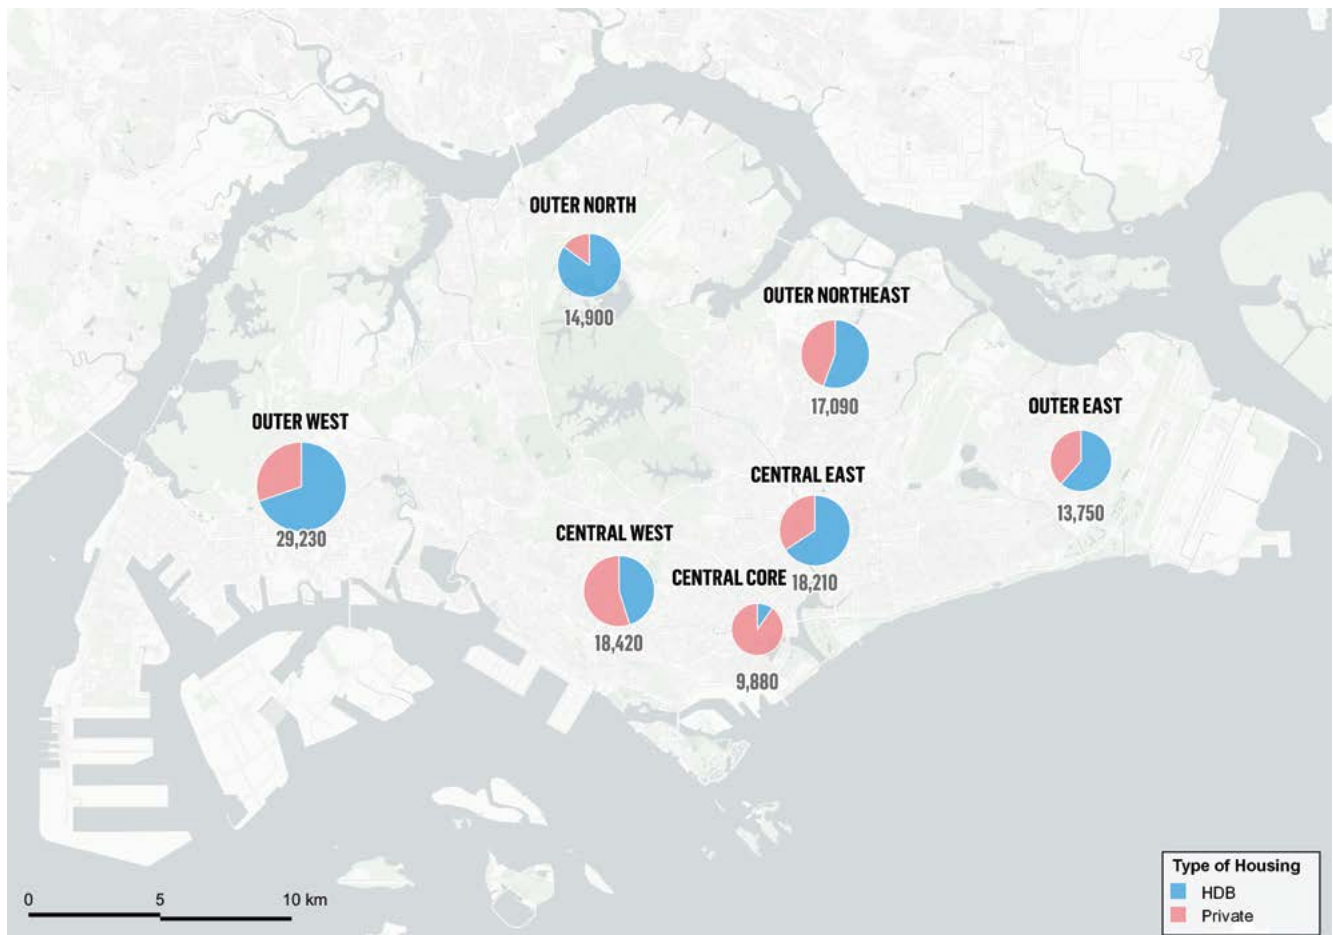 OUTER NORTH
14,900
OUTER NORTHEAST
17,090
OUTER EAST
13,750
OUTER WEST
29,230
CENTRAL EAST
18,210
CENTRAL WEST
18,420
CENTRAL CORE
9,880
0 5 10 km
Type of Housing
HDB
Private